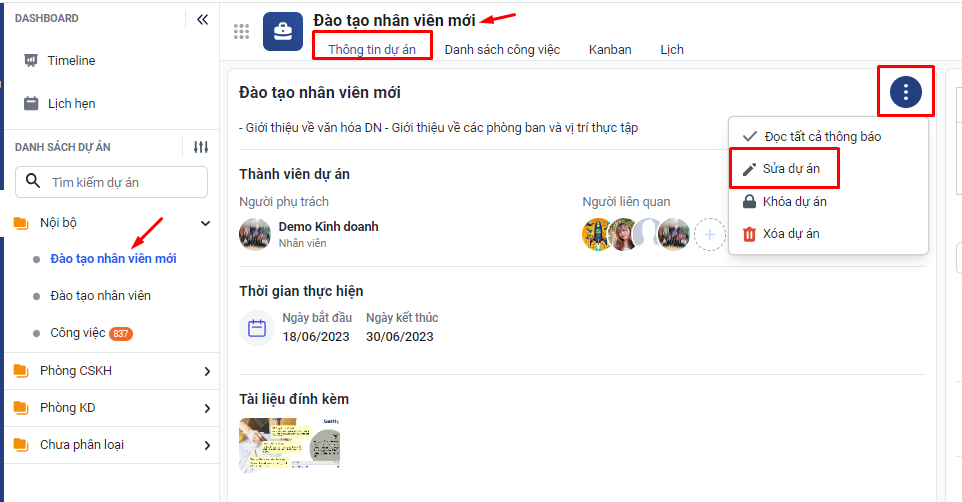 DASHBOARD
Timeline
Lịch hẹn
DANH SÁCH DỰ ÁN
Tìm kiếm dự án
Nội bộ
Đào tạo nhân viên mới
Đào tạo nhân viên
Công việc 837
Phòng CSKH
Phòng KD
Chưa phân loại
Đào tạo nhân viên mới
Thông tin dự án Danh sách công việc Kanban Lịch
Đào tạo nhân viên mới
- Giới thiệu về văn hóa DN - Giới thiệu về các phòng ban và vị trí thực tập
Đọc tất cả thông báo
Sửa dự án
Khóa dự án
Xóa dự án
Thành viên dự án
Người phụ trách Người liên quan
Demo Kinh doanh
Nhân viên
Thời gian thực hiện
Ngày bắt đầu Ngày kết thúc
18/06/2023 30/06/2023
Tài liệu đính kèm